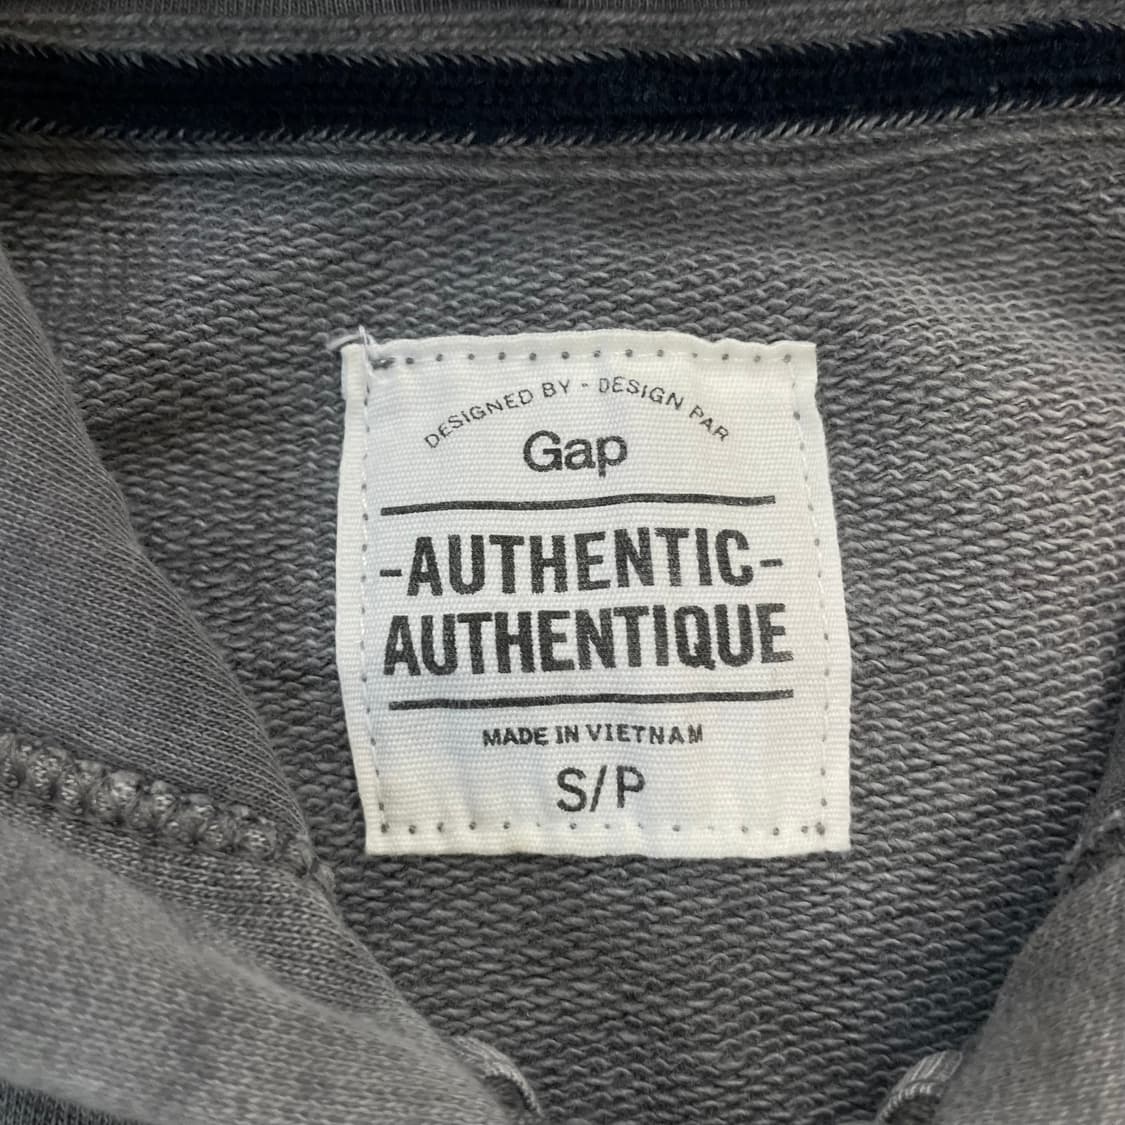 DESIGNED BY - DESIGN PAR
Gap
-AUTHENTIC-
AUTHENTIQUE
MADE IN VIETNAM
S/P